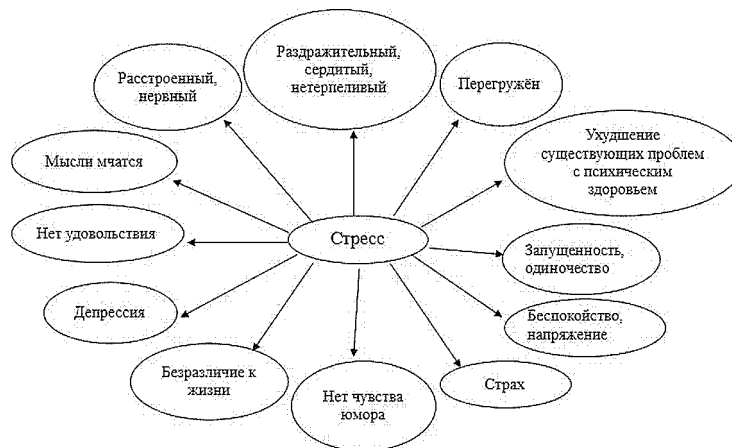 Раздражительный,
сердитый,
нетерпеливый
Расстроенный,
нервный
Перегружён
Ухудшение
существующих проблем
с психическим
здоровьем
Мысли мчатся
Нет удовольствия
Стресс
Запущенность,
одиночество
Депрессия
Беспокойство,
напряжение
Безразличие к
жизни
Нет чувства
юмора
Страх